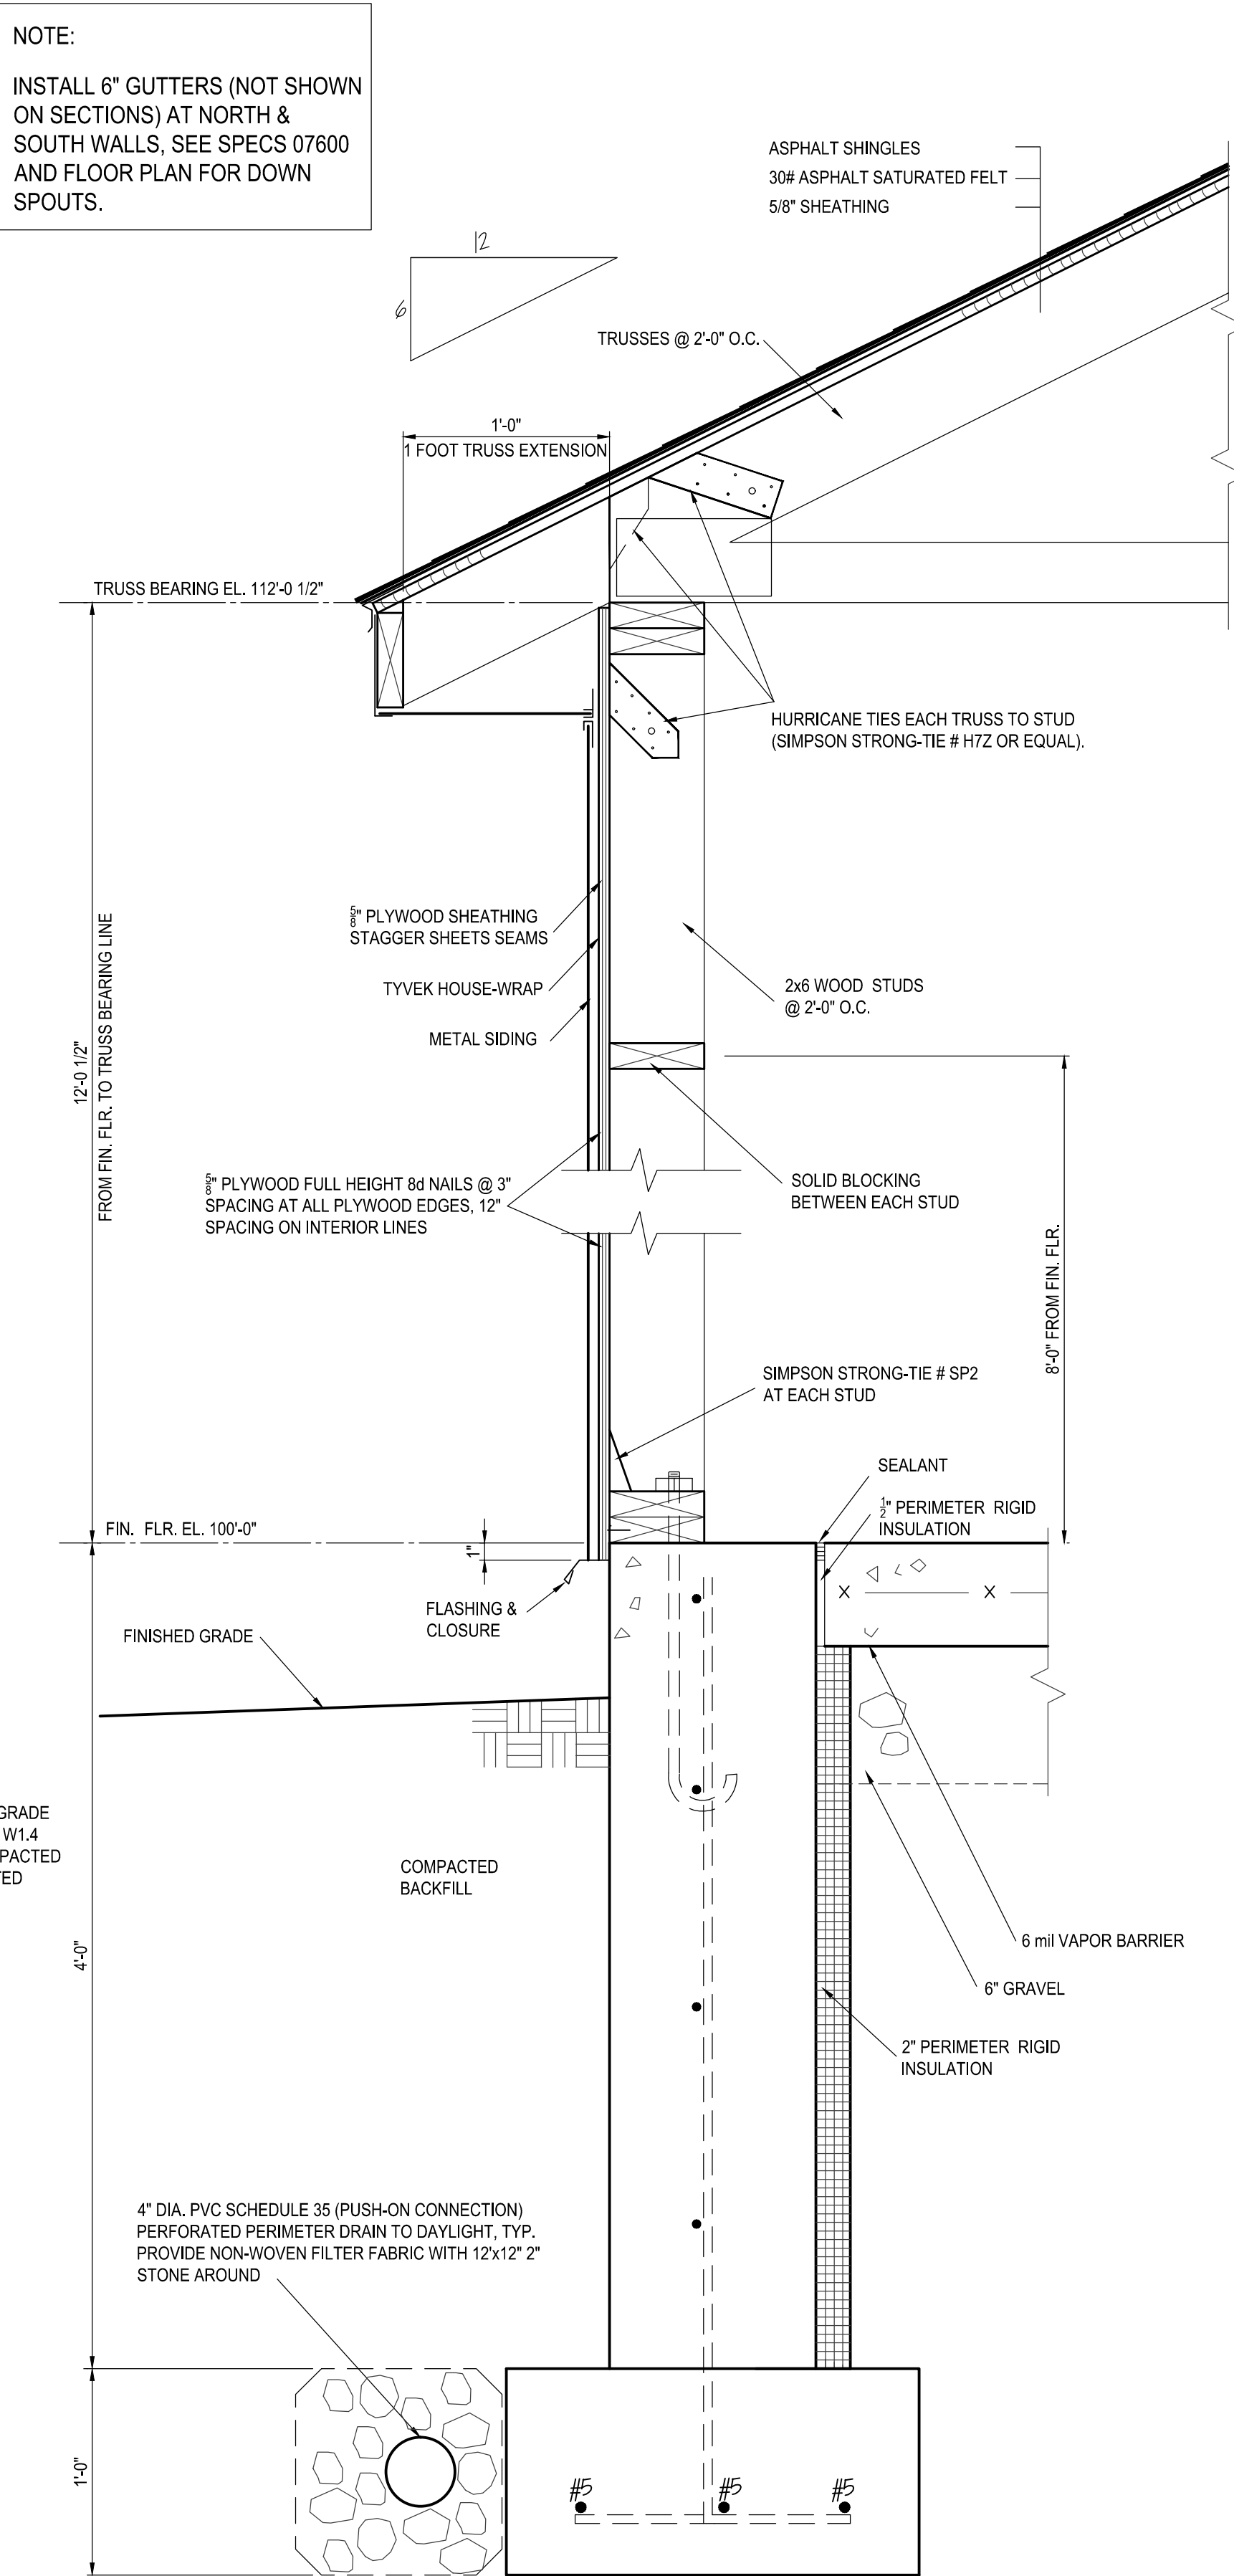 NOTE:
INSTALL 6" GUTTERS (NOT SHOWN
ON SECTIONS) AT NORTH &
SOUTH WALLS, SEE SPECS 07600
AND FLOOR PLAN FOR DOWN
SPOUTS.
ASPHALT SHINGLES
30# ASPHALT SATURATED FELT
5/8" SHEATHING
12
6
TRUSSES @ 2'-0" O.C.
1'-0"
1 FOOT TRUSS EXTENSION
TRUSS BEARING EL. 112'-0 1/2"
HURRICANE TIES EACH TRUSS TO STUD
(SIMPSON STRONG-TIE # H7Z OR EQUAL).
5/8" PLYWOOD SHEATHING
STAGGER SHEETS SEAMS
TYVEK HOUSE-WRAP
METAL SIDING
2x6 WOOD STUDS
@ 2'-0" O.C.
12'-0 1/2"
FROM FIN. FLR. TO TRUSS BEARING LINE
5/8" PLYWOOD FULL HEIGHT 8d NAILS @ 3"
SPACING AT ALL PLYWOOD EDGES, 12"
SPACING ON INTERIOR LINES
SOLID BLOCKING
BETWEEN EACH STUD
8'-0" FROM FIN. FLR.
SIMPSON STRONG-TIE # SP2
AT EACH STUD
SEALANT
1/2" PERIMETER RIGID
INSULATION
FIN. FLR. EL. 100'-0"
1"
FLASHING &
CLOSURE
X X
FINISHED GRADE
GRADE
W1.4
PACTED
TED
COMPACTED
BACKFILL
4'-0"
6 mil VAPOR BARRIER
6" GRAVEL
2" PERIMETER RIGID
INSULATION
4" DIA. PVC SCHEDULE 35 (PUSH-ON CONNECTION)
PERFORATED PERIMETER DRAIN TO DAYLIGHT, TYP.
PROVIDE NON-WOVEN FILTER FABRIC WITH 12'x12" 2"
STONE AROUND
1'-0"
#5 #5 #5